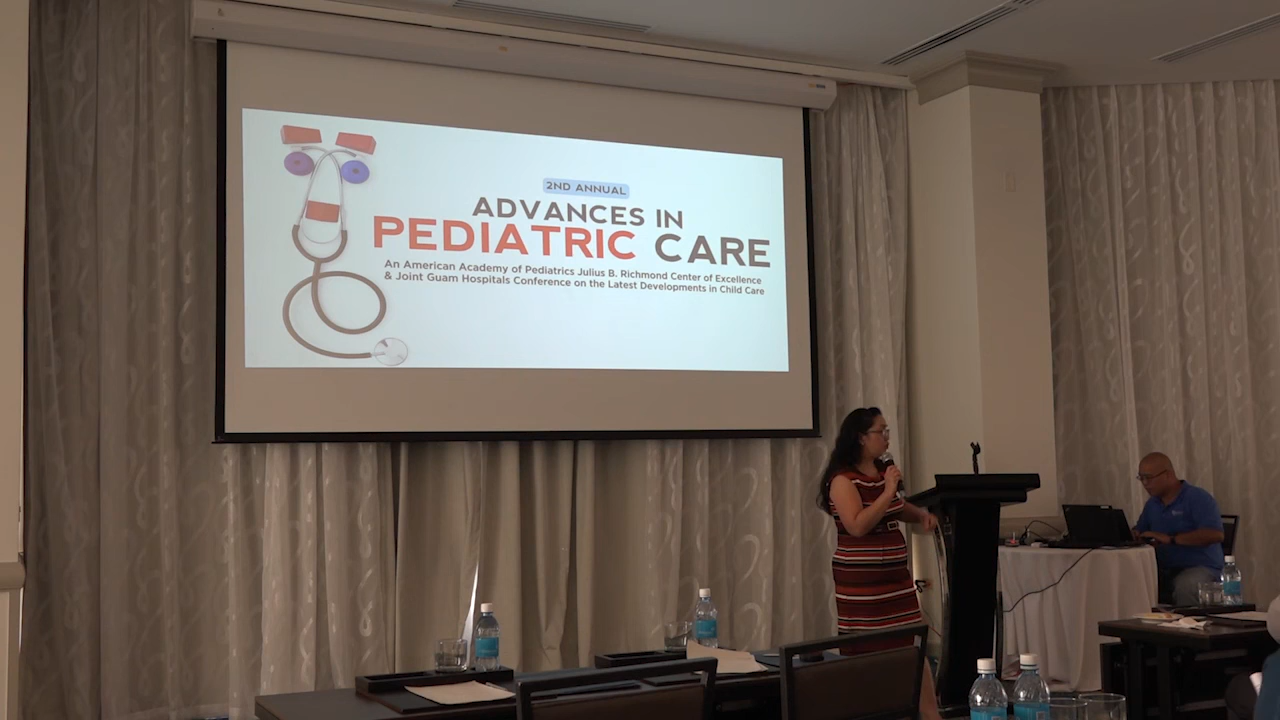 2ND ANNUAL
ADVANCES IN
PEDIATRIC CARE
An American Academy of Pediatrics Julius B. Richmond Center of Excellence
& Joint Guam Hospitals Conference on the Latest Developments in Child Care